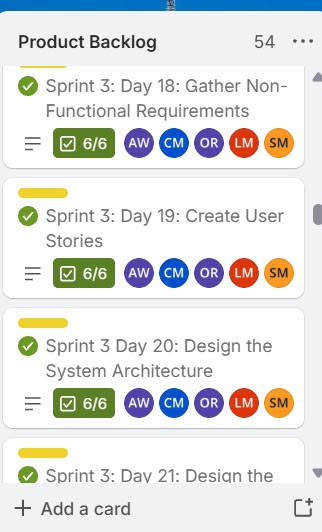 Product Backlog 54
Sprint 3: Day 18: Gather Non-
Functional Requirements
6/6 AW CM OR LM SM
Sprint 3: Day 19: Create User
Stories
6/6 AW CM OR LM SM
Sprint 3 Day 20: Design the
System Architecture
6/6 AW CM OR LM SM
Sprint 3: Day 21: Design the
Add a card